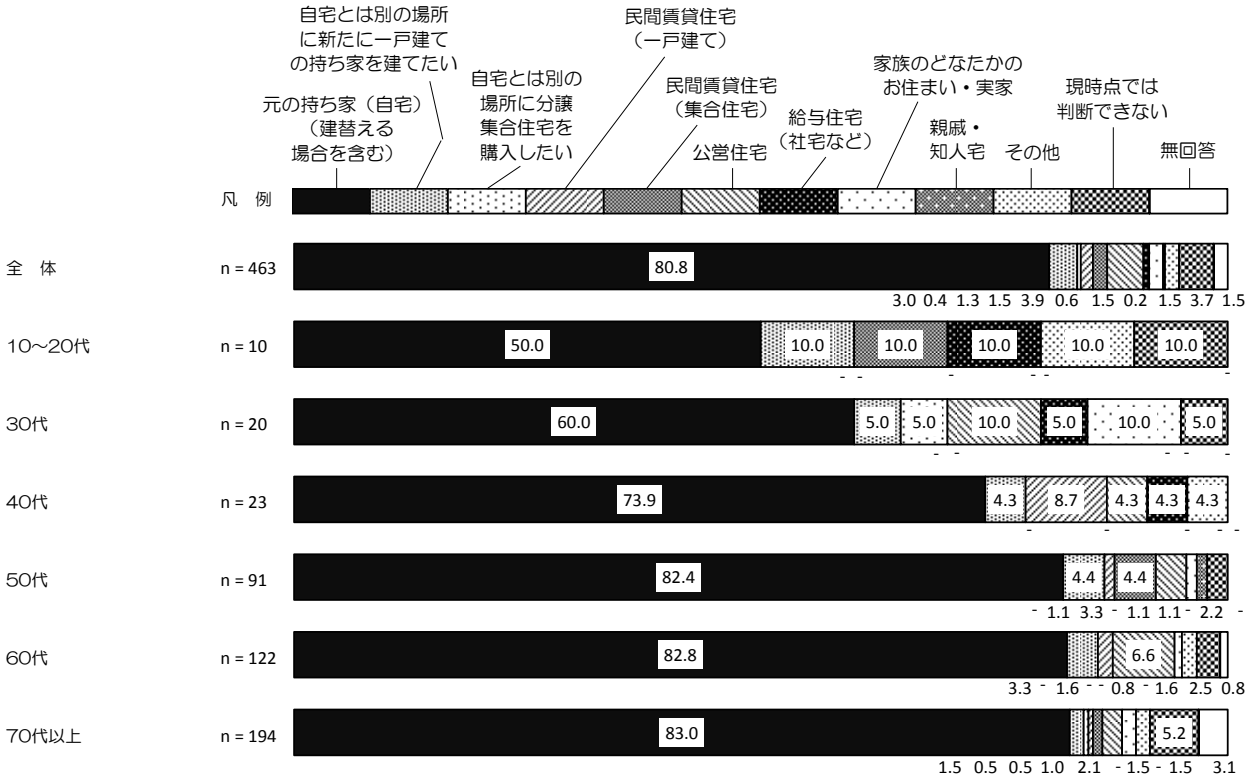 自宅とは別の場所
に新たに一戸建て
の持ち家を建てたい
元の持ち家（自宅）
（建替える
場合を含む）
自宅とは別の
場所に分譲
集合住宅を
購入したい
民間賃貸住宅
（一戸建て）
民間賃貸住宅
（集合住宅）
公営住宅
給与住宅
（社宅など）
家族のどなたかの
お住まい・実家
親戚・
知人宅
その他
現時点では
判断できない
無回答
凡 例
全 体 n = 463 80.8
3.0 0.4 1.3 1.5 3.9 0.6 1.5 0.2 1.5 3.7 1.5
10～20代 n = 10 50.0 10.0 10.0 10.0 10.0 10.0
- - - - - -
30代 n = 20 60.0 5.0 5.0 10.0 5.0 10.0 5.0
- - - - -
40代 n = 23 73.9 4.3 8.7 4.3 4.3 4.3
- - - - -
50代 n = 91 82.4 4.4 4.4
- 1.1 3.3 - 1.1 1.1 - 2.2 -
60代 n = 122 82.8 6.6
3.3 - 1.6 - - 0.8 - 1.6 2.5 0.8
70代以上 n = 194 83.0 5.2
1.5 0.5 0.5 1.0 2.1 - 1.5 - 1.5 3.1